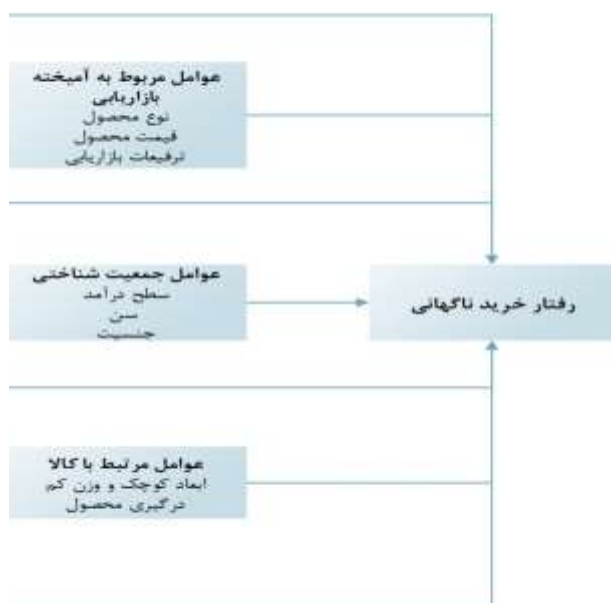 عوامل مربوط به آمیخته
بازاریابی
نوع محصول
قیمت محصول
ترفیعات بازاریابی
عوامل جمعیت شناختی
سطح درآمد
سن
جنسیت
رفتار خرید ناگهانی
عوامل مرتبط با کالا
ابعاد کوچک و وزن کم
درگیری محصول